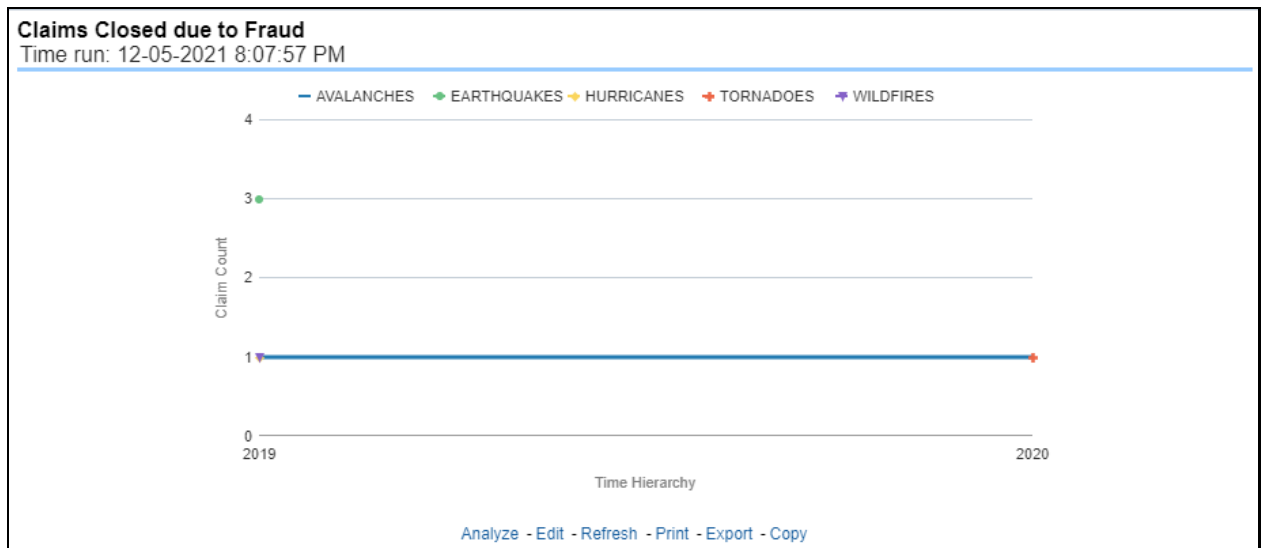 Claims Closed due to Fraud
Time run: 12-05-2021 8:07:57 PM
AVALANCHES EARTHQUAKES HURRICANES TORNADOES WILDFIRES
4
3
2
1
0
Claim Count
2019 2020
Time Hierarchy
Analyze - Edit - Refresh - Print - Export - Copy